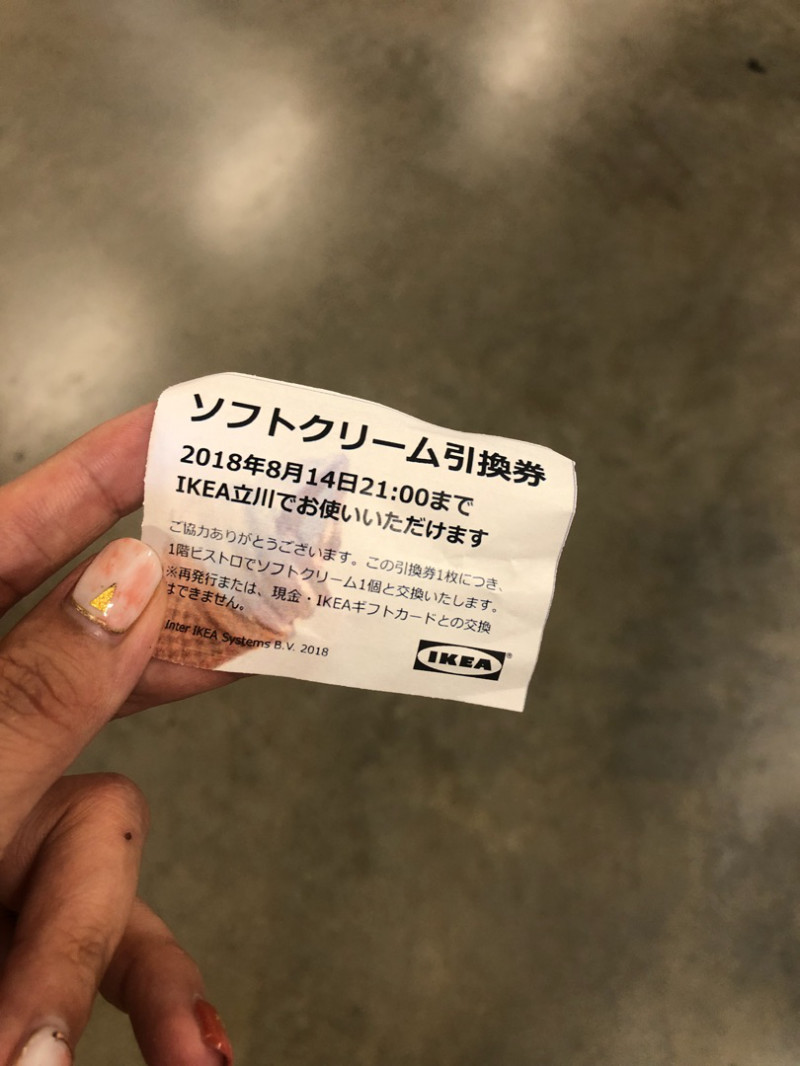 ソフトクリーム引換券
2018年8月14日21:00まで
IKEA立川でお使いいただけます
ご協力ありがとうございます。この引換券1枚につき、
1階ビストロでソフトクリーム1個と交換いたします。
※再発行または、現金・IKEAギフトカードとの交換
はできません。
Inter IKEA Systems B.V. 2018
IKEA®